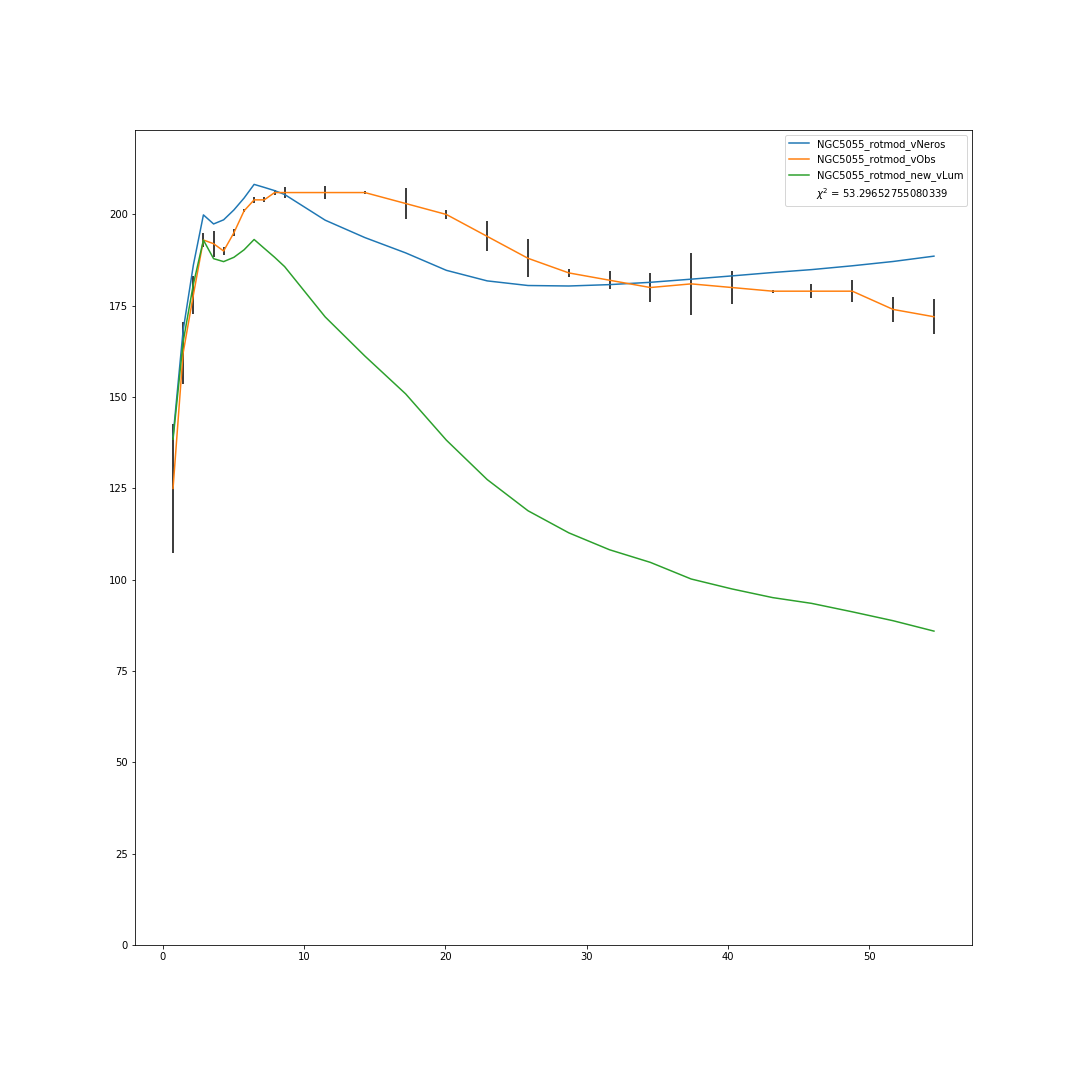 NGC5055_rotmod_vNeros
NGC5055_rotmod_vObs
NGC5055_rotmod_new_vLum
χ² = 53.29652755080339
200
175
150
125
100
75
50
25
0
0 10 20 30 40 50